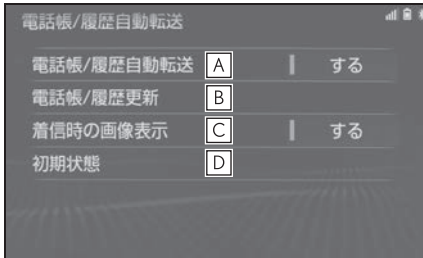 電話帳/履歴自動転送
電話帳/履歴自動転送 A する
電話帳/履歴更新 B
着信時の画像表示 C する
初期状態 D